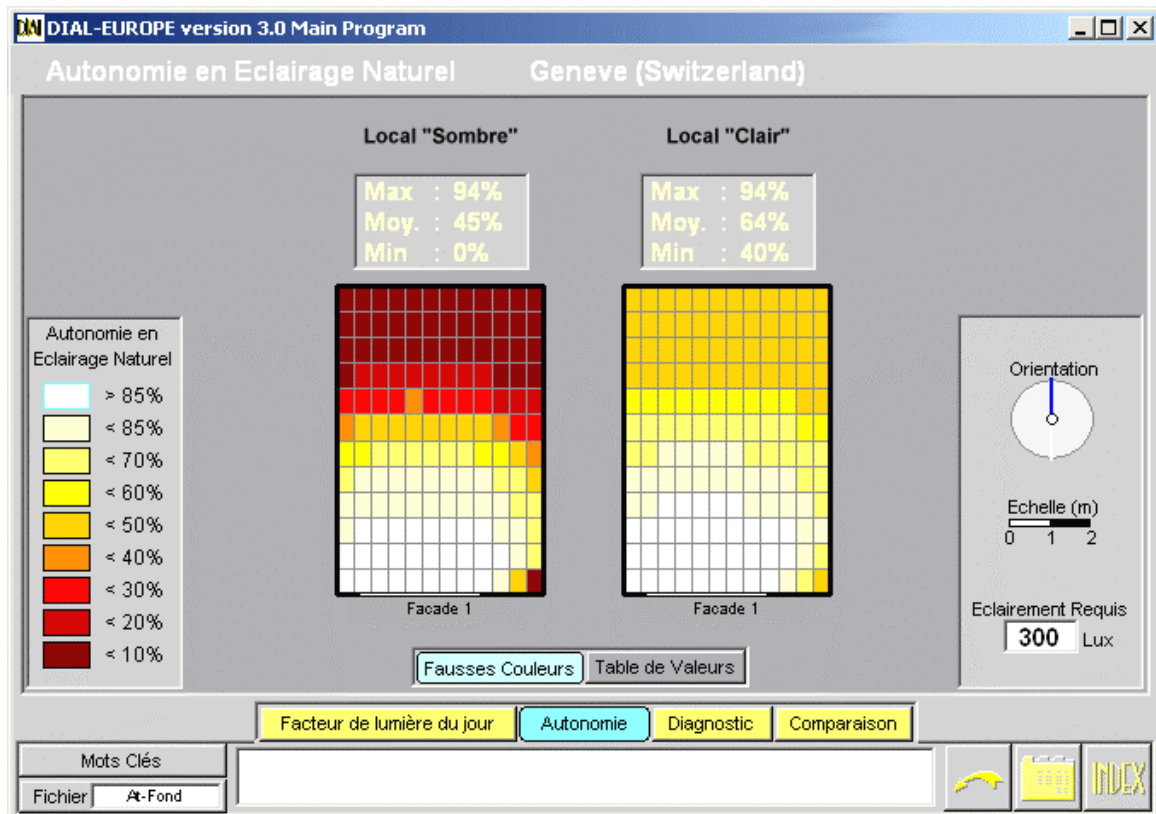 DIAL-EUROPE version 3.0 Main Program
Autonomie en Eclairage Naturel Geneve (Switzerland)
Local "Sombre"
Max : 94%
Moy. : 45%
Min : 0%
Local "Clair"
Max : 94%
Moy. : 64%
Min : 40%
Autonomie en
Eclairage Naturel
> 85%
< 85%
< 70%
< 60%
< 50%
< 40%
< 30%
< 20%
< 10%
Facade 1
Facade 1
Orientation
Echelle (m)
0 1 2
Eclairement Requis
300 Lux
Fausses Couleurs Table de Valeurs
Facteur de lumière du jour Autonomie Diagnostic Comparaison
Mots Clés
Fichier At-Fond
INDEX